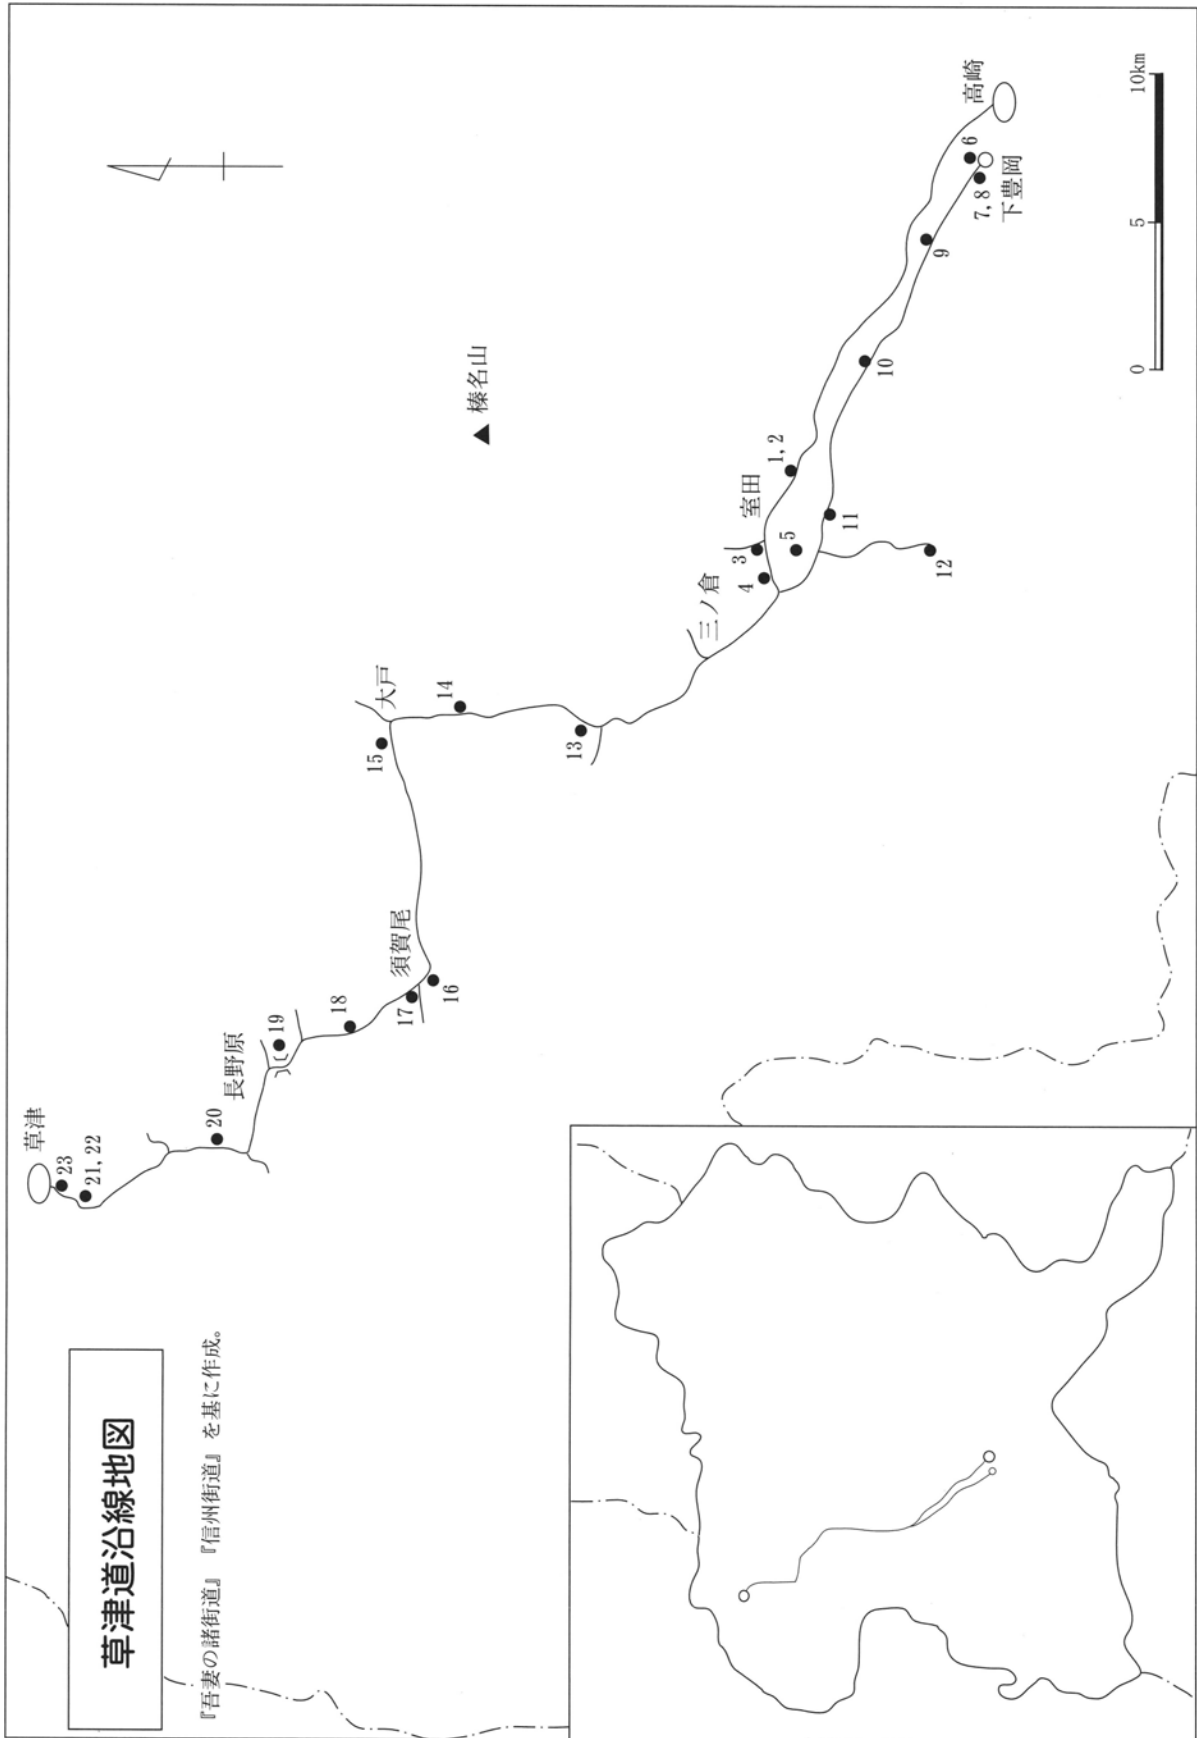 草津道沿線地図
『吾妻の諸街道』『信州街道』を基に作成。
草津
23
21, 22
20
長野原
19
18
須賀尾
17
16
大戸
15
14
13
榛名山
三ノ倉
室田
4
3
5
1, 2
11
12
10
9
7, 8
6
下豊岡
高崎
0
5
10km